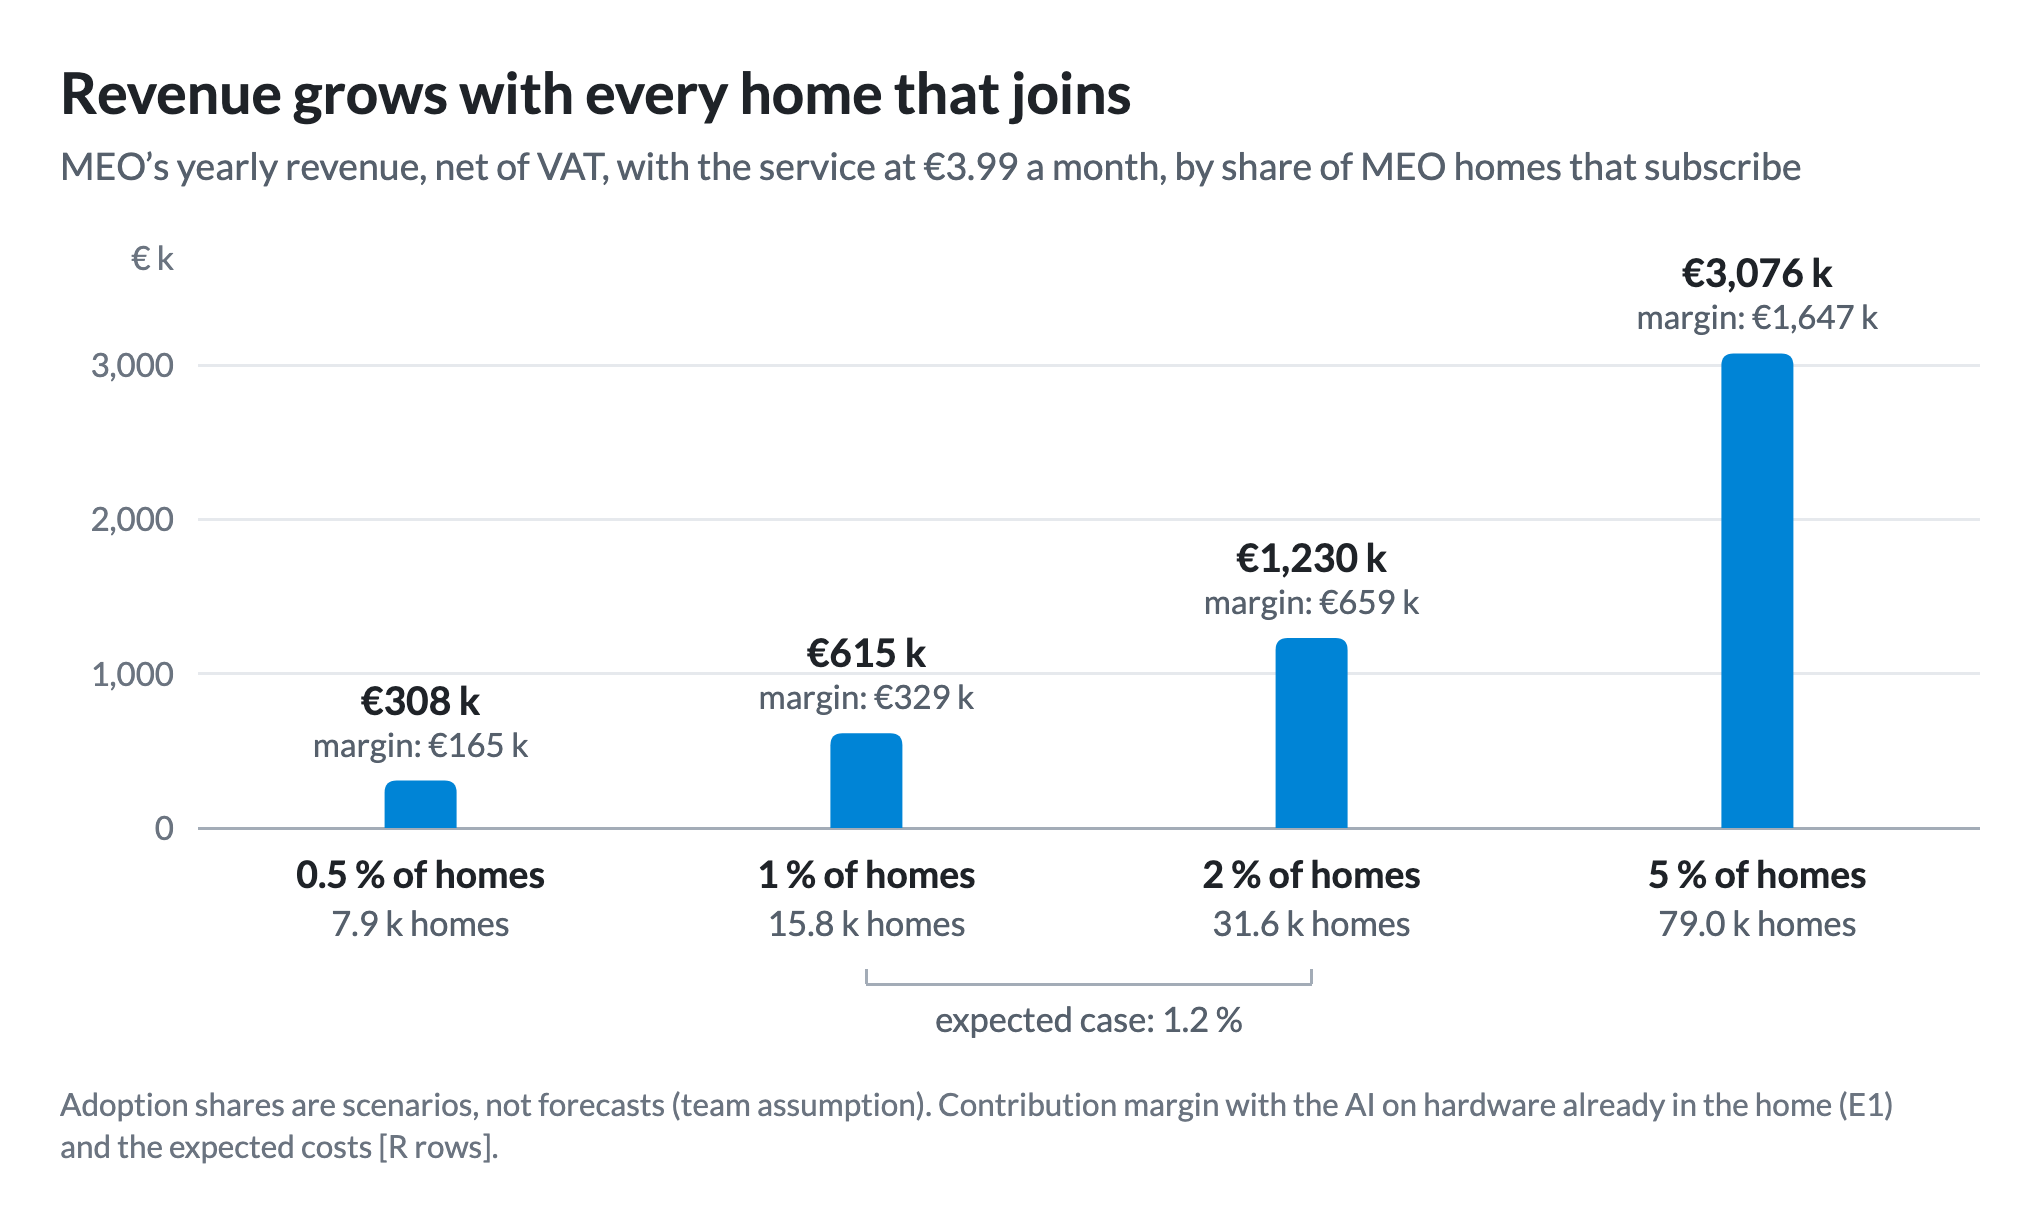 Revenue grows with every home that joins
MEO’s yearly revenue, net of VAT, with the service at €3.99 a month, by share of MEO homes that subscribe
€ k
€3,076 k
margin: €1,647 k
3,000
2,000
€1,230 k
margin: €659 k
€615 k
1,000
margin: €329 k
€308 k
margin: €165 k
0
0.5 % of homes
1 % of homes
2 % of homes
5 % of homes
7.9 k homes
15.8 k homes
31.6 k homes
79.0 k homes
expected case: 1.2 %
Adoption shares are scenarios, not forecasts (team assumption). Contribution margin with the AI on hardware already in the home (E1)
and the expected costs [R rows].